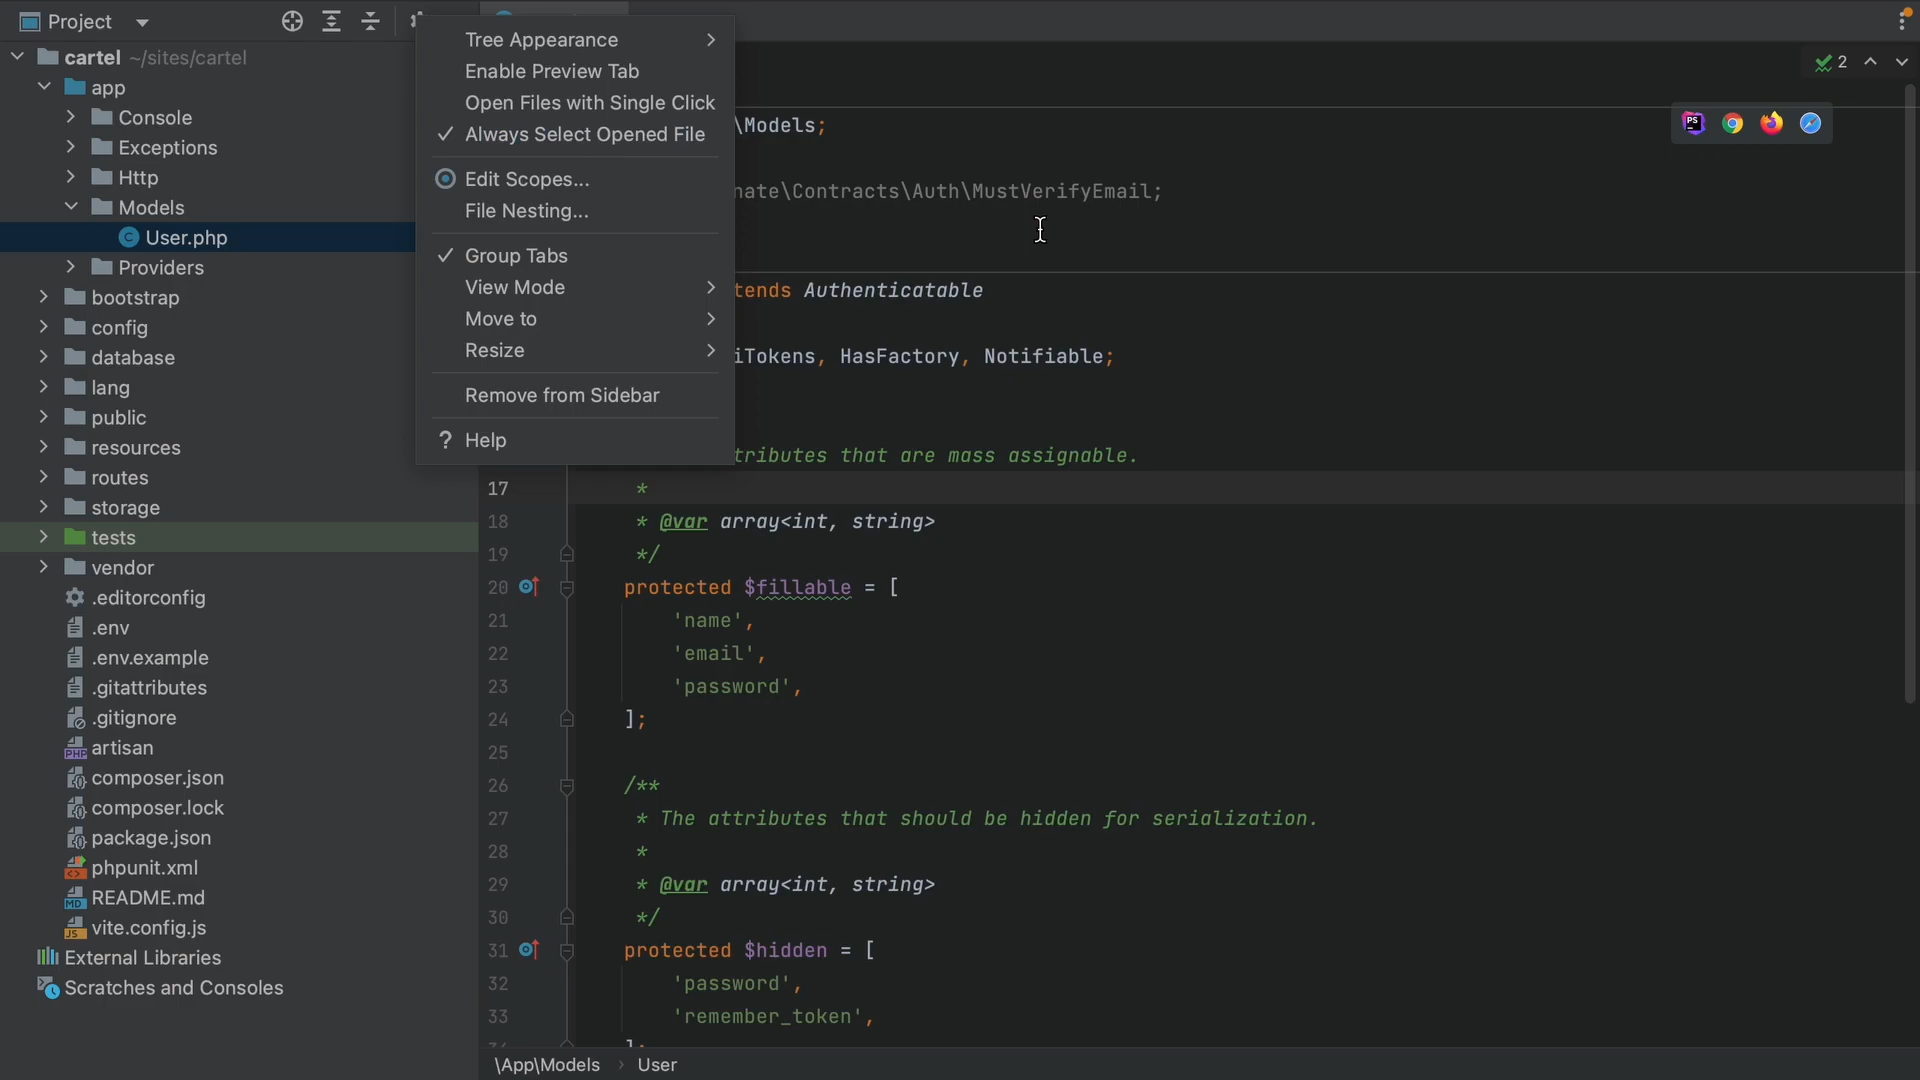 Project
cartel ~/sites/cartel
app
Console
Exceptions
Http
Models
User.php
Providers
bootstrap
config
database
lang
public
resources
routes
storage
tests
vendor
.editorconfig
.env
.env.example
.gitattributes
.gitignore
artisan
composer.json
composer.lock
package.json
phpunit.xml
README.md
vite.config.js
External Libraries
Scratches and Consoles
Tree Appearance
Enable Preview Tab
Open Files with Single Click
Always Select Opened File
Edit Scopes...
File Nesting...
Group Tabs
View Mode
Move to
Resize
Remove from Sidebar
? Help
2
\Models;
nate\Contracts\Auth\MustVerifyEmail;
tends Authenticatable
iTokens, HasFactory, Notifiable;
tributes that are mass assignable.
17 *
18 * @var array<int, string>
19 */
20 protected $fillable = [
21 'name',
22 'email',
23 'password',
24 ];
25
26 /**
27 * The attributes that should be hidden for serialization.
28 *
29 * @var array<int, string>
30 */
31 protected $hidden = [
32 'password',
33 'remember_token',
34 ];
\App\Models › User